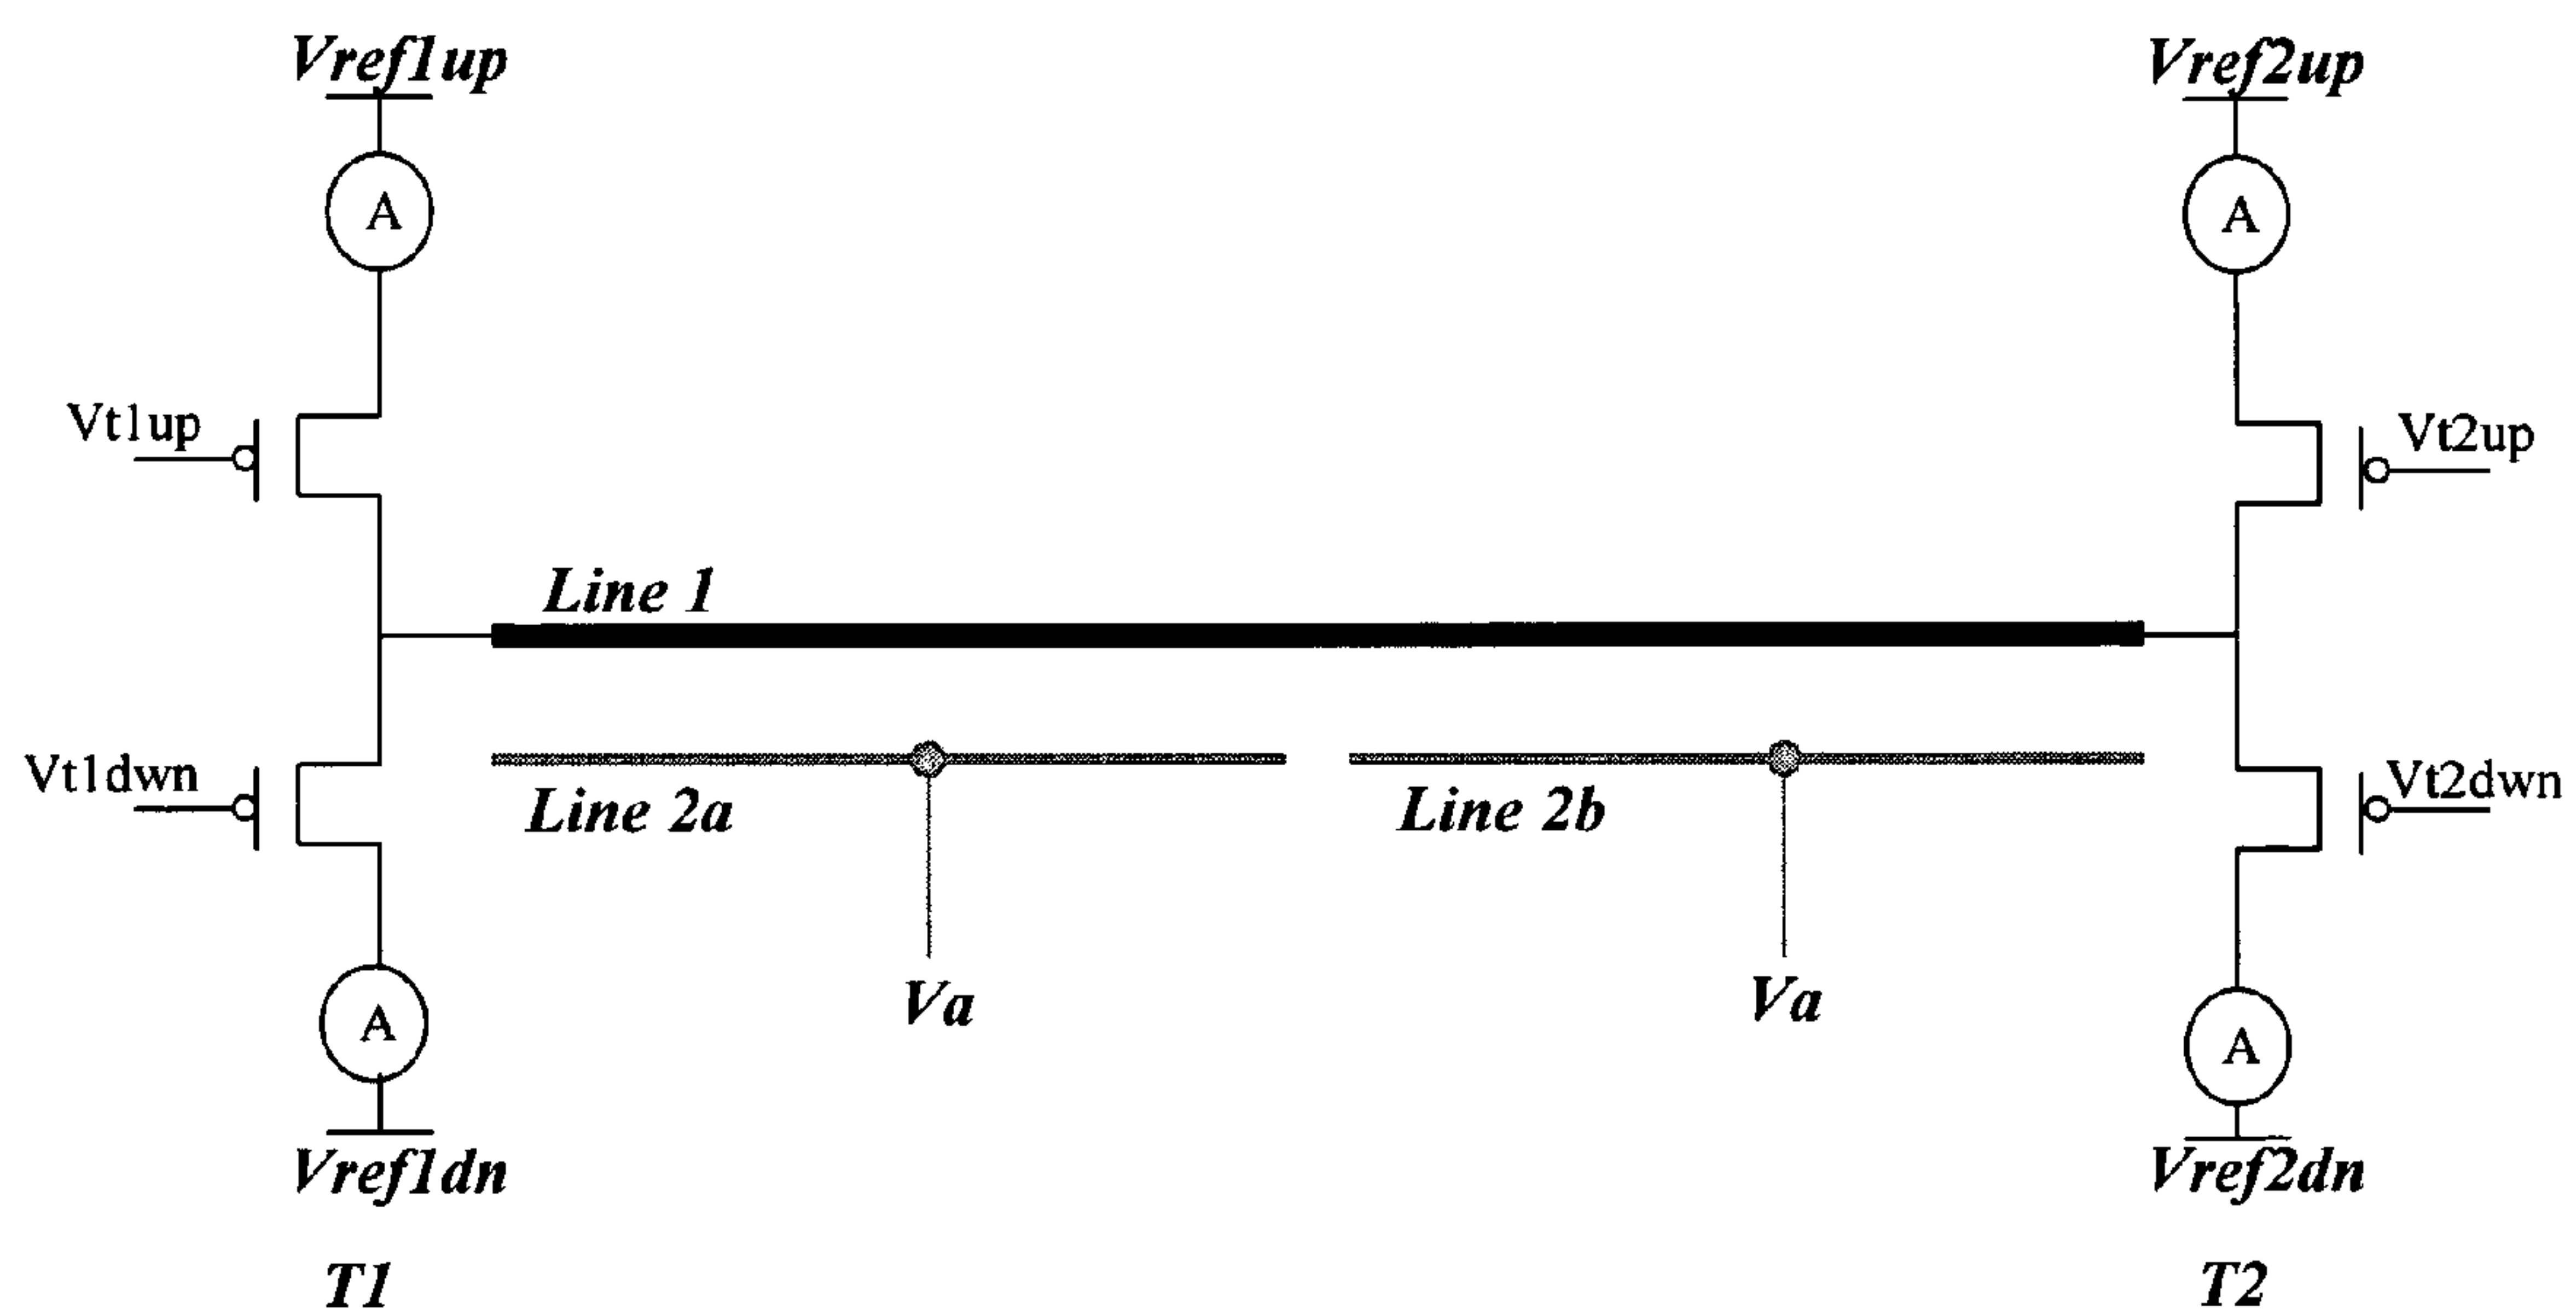 Vref1up Vref2up
A A
Vt1up Vt2up
Line 1
Vt1dwn Vt2dwn
Line 2a Line 2b
Va Va
A A
Vref1dn Vref2dn
T1 T2